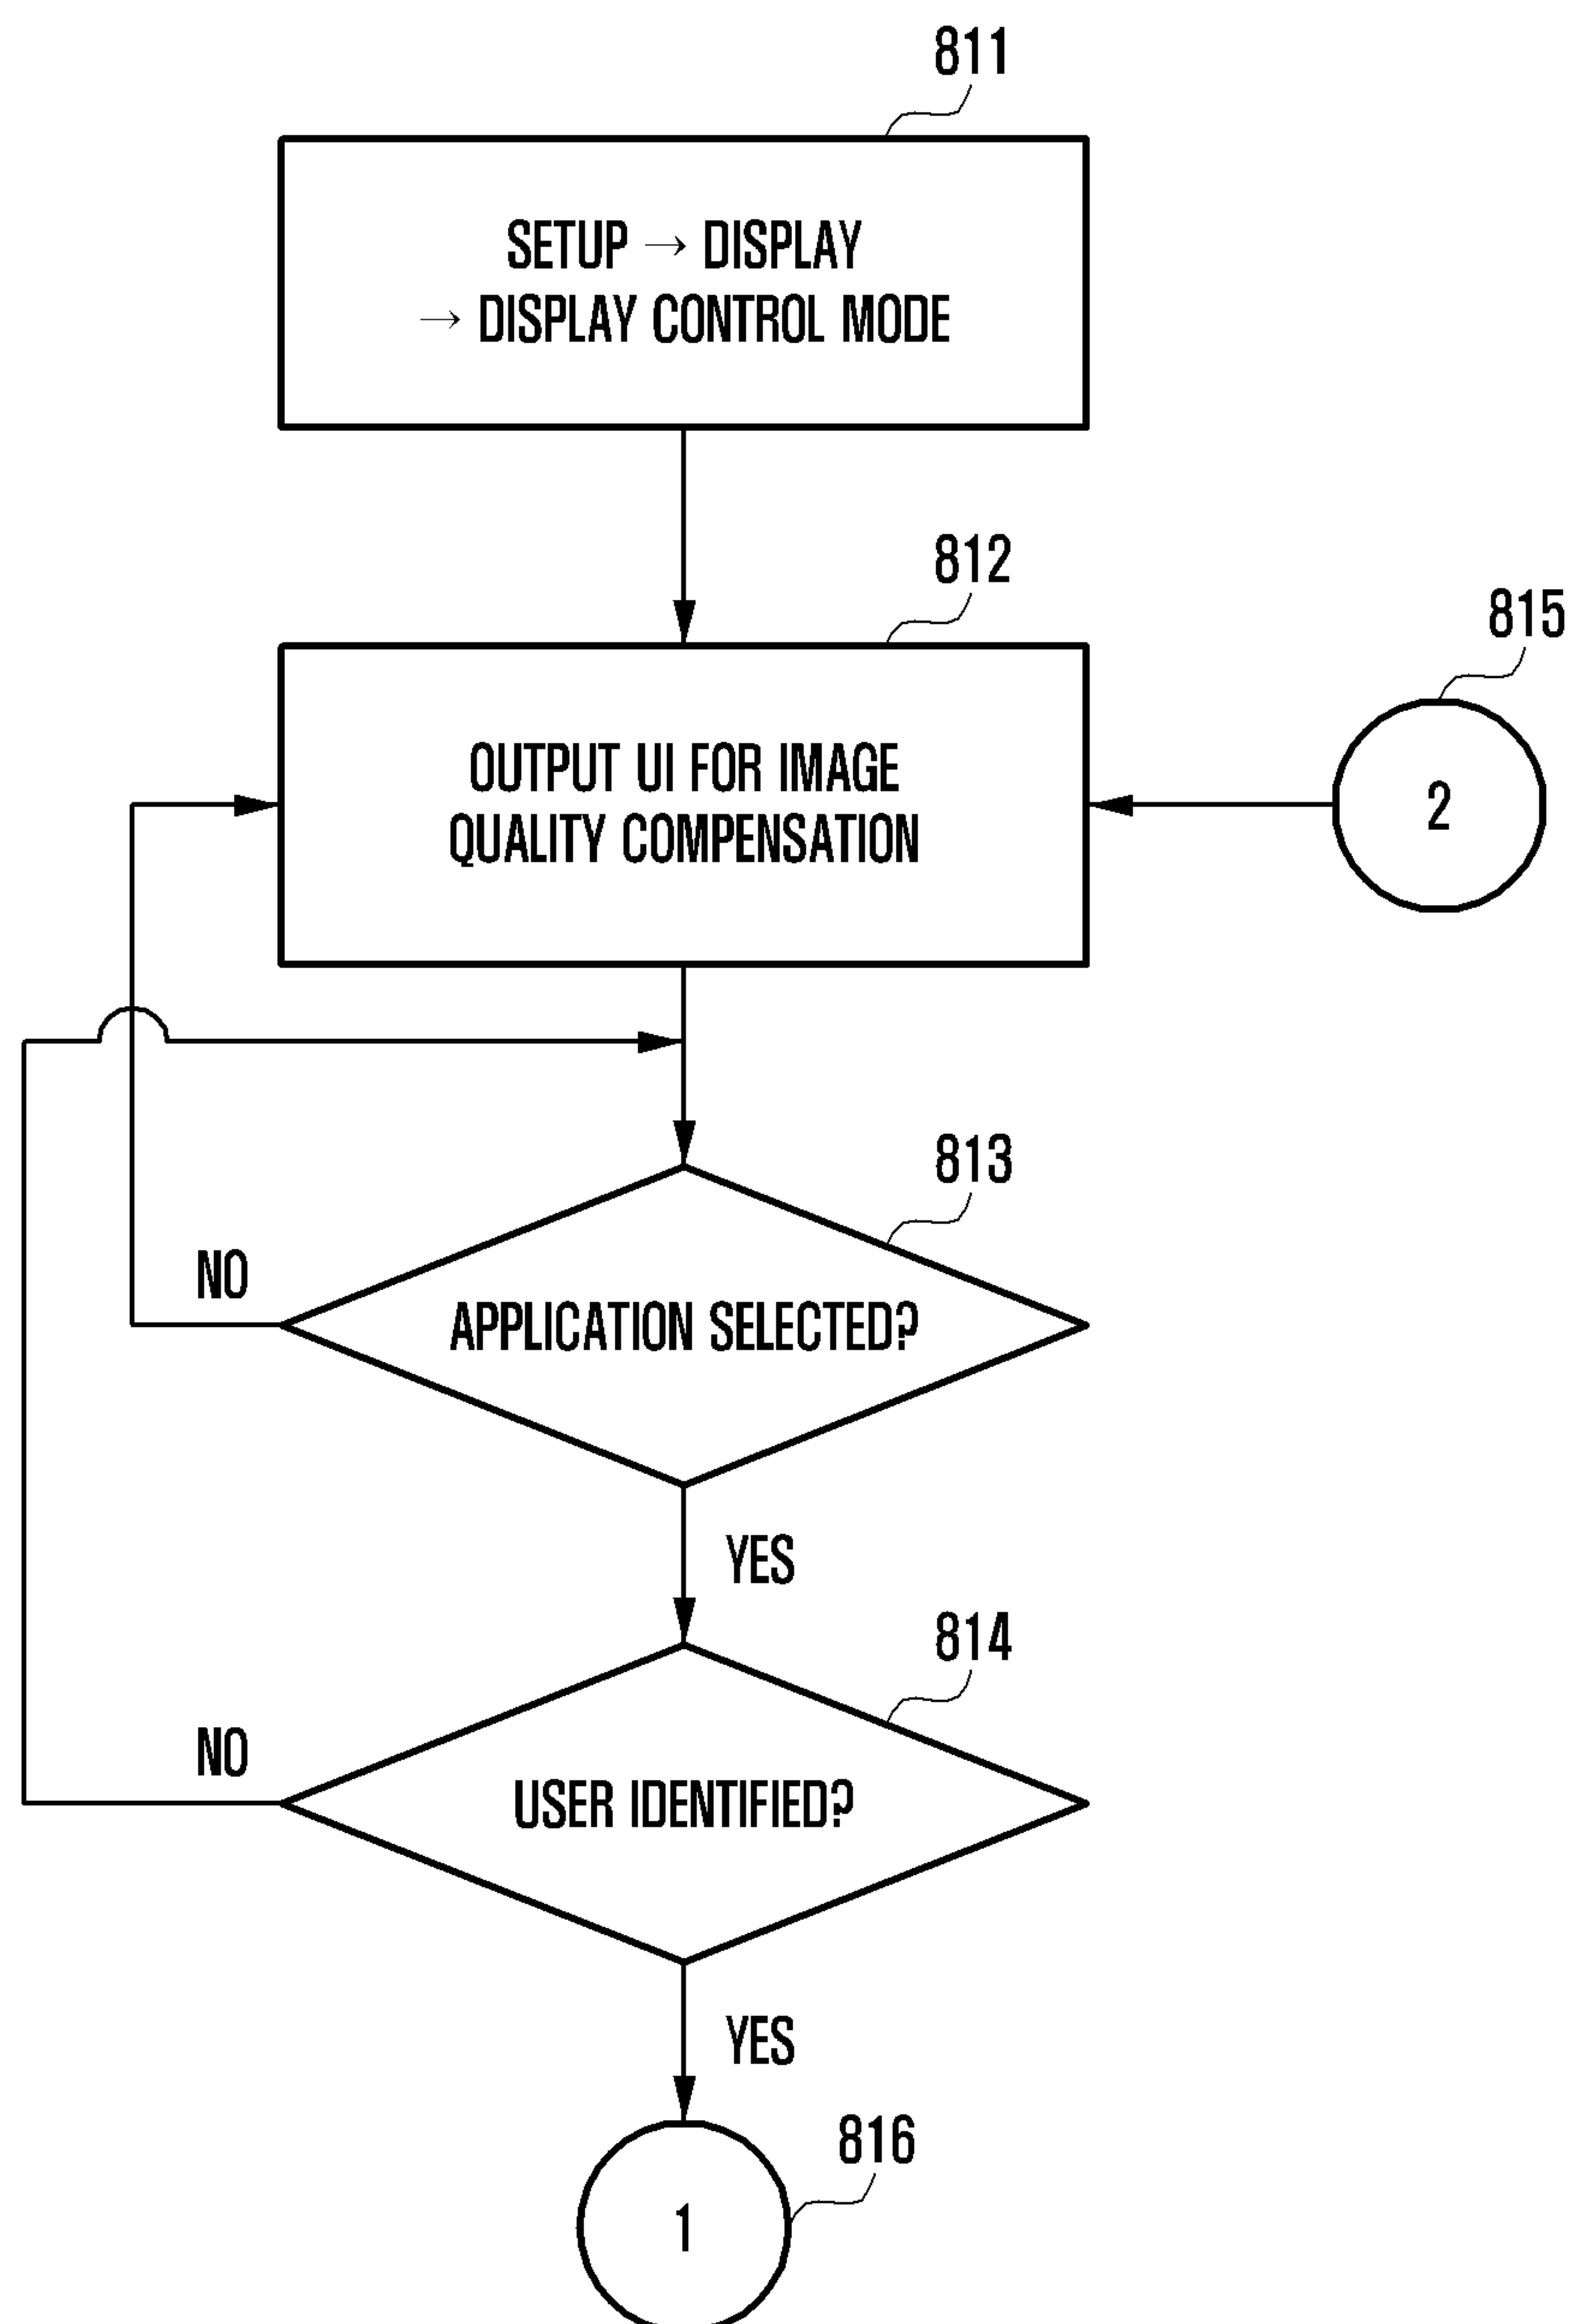 811
SETUP → DISPLAY
→ DISPLAY CONTROL MODE
812
815
OUTPUT UI FOR IMAGE
QUALITY COMPENSATION
2
813
NO
APPLICATION SELECTED?
YES
814
NO
USER IDENTIFIED?
YES
816
1